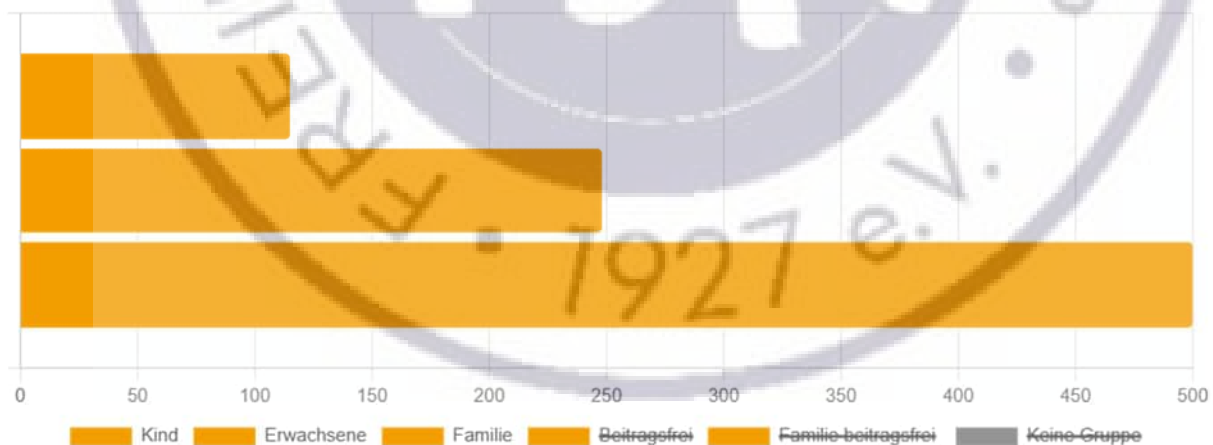 FREI
1927 e.V.
0 50 100 150 200 250 300 350 400 450 500
Kind Erwachsene Familie Beitragsfrei Familie beitragsfrei Keine Gruppe